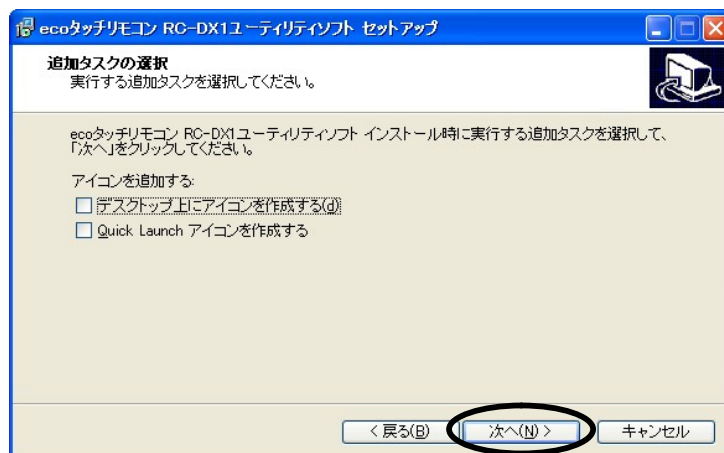 ecoタッチリモコン RC-DX1ユーティリティソフト セットアップ
追加タスクの選択
実行する追加タスクを選択してください。
ecoタッチリモコン RC-DX1ユーティリティソフト インストール時に実行する追加タスクを選択して、
「次へ」をクリックしてください。
アイコンを追加する:
デスクトップ上にアイコンを作成する(d)
Quick Launch アイコンを作成する
< 戻る(B) 次へ(N) > キャンセル